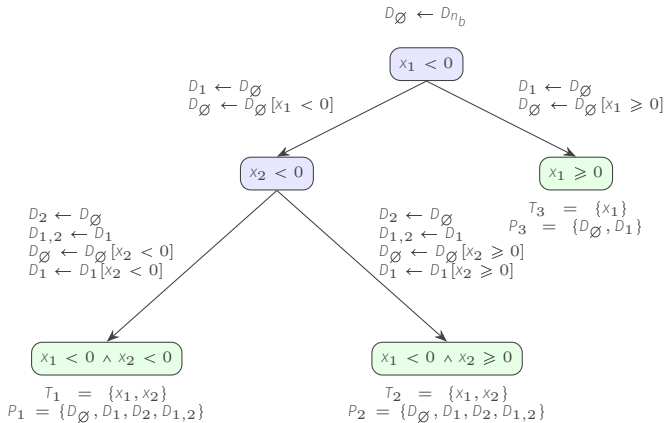 D∅ ← Dn_b
x₁ < 0
D₁ ← D∅
D∅ ← D∅[x₁ < 0]
D₁ ← D∅
D∅ ← D∅[x₁ ⩾ 0]
x₂ < 0
x₁ ⩾ 0
T₃ = {x₁}
P₃ = {D∅, D₁}
D₂ ← D∅
D₁,₂ ← D₁
D∅ ← D∅[x₂ < 0]
D₁ ← D₁[x₂ < 0]
D₂ ← D∅
D₁,₂ ← D₁
D∅ ← D∅[x₂ ⩾ 0]
D₁ ← D₁[x₂ ⩾ 0]
x₁ < 0 ∧ x₂ < 0
x₁ < 0 ∧ x₂ ⩾ 0
T₁ = {x₁, x₂}
P₁ = {D∅, D₁, D₂, D₁,₂}
T₂ = {x₁, x₂}
P₂ = {D∅, D₁, D₂, D₁,₂}